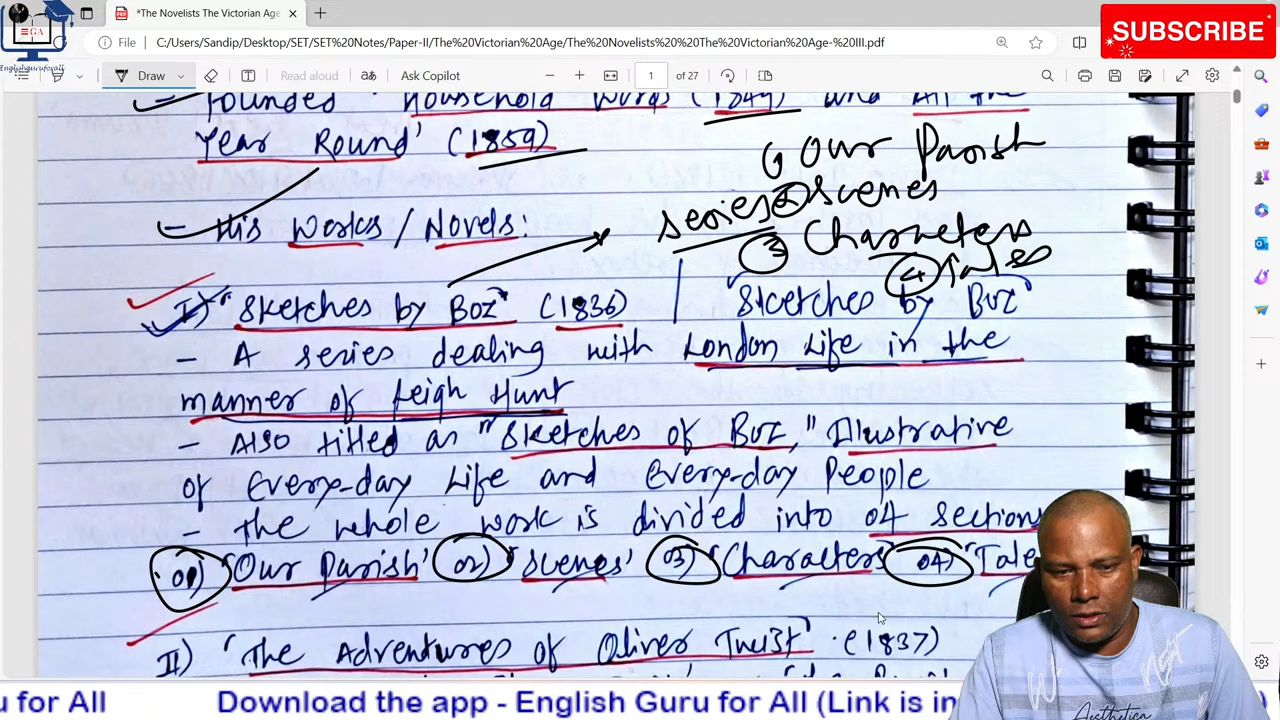 *The Novelists The Victorian Age
File C:/Users/Sandip/Desktop/SET/SET%20Notes/Paper-II/The%20Victorian%20Age/The%20Novelists%20%20The%20Victorian%20Age-%20III.pdf
SUBSCRIBE
EGA
Englishguruforall
Draw
Read aloud
Ask Copilot
1 of 27
- Founded 'Household Words (1849) and All the
Year Round' (1859)
① Our Parish
- His Works/Novels:
series ② Scenes
③ Characters
④ Tales
I) "Sketches by Boz" (1836)
"Sketches by Boz"
- A series dealing with London Life in the
manner of Leigh Hunt
- Also titled as "Sketches of Boz," Illustrative
of Every-day Life and Every-day People
- The whole work is divided into 04 sections
01) 'Our Parish' 02) 'Scenes' 03) 'Characters' 04) 'Tale
II) 'The Adventures of Oliver Twist' (1837)
u for All Download the app - English Guru for All (Link is in
Aesthetica